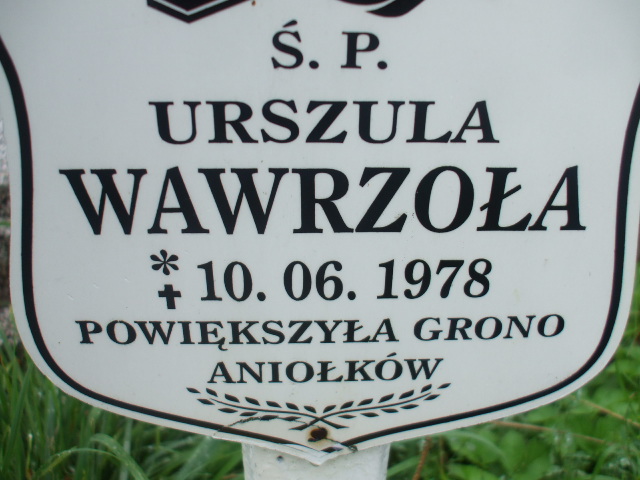 Ś. P.
URSZULA
WAWRZOŁA
*✝ 10. 06. 1978
POWIĘKSZYŁA GRONO
ANIOŁKÓW